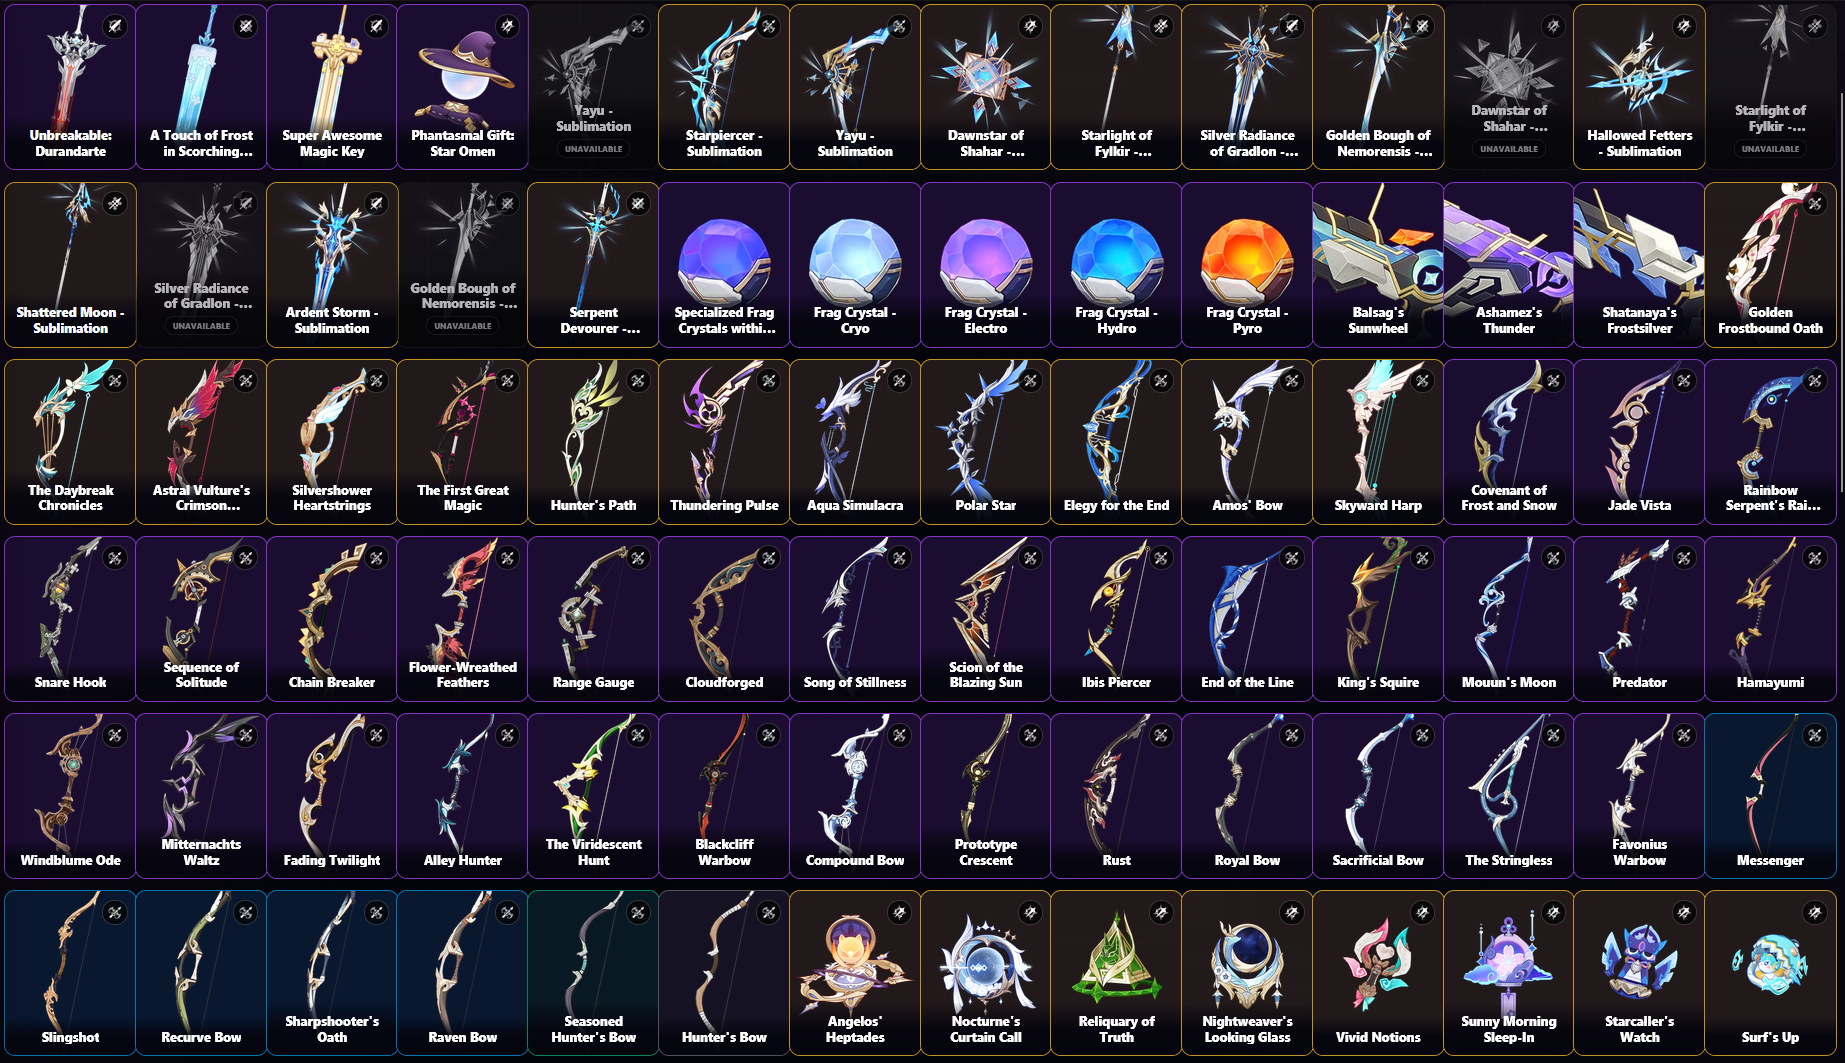 Unbreakable:
Durandarte
A Touch of Frost
in Scorching...
Super Awesome
Magic Key
Phantasmal Gift:
Star Omen
Yayu -
Sublimation
UNAVAILABLE
Starpiercer -
Sublimation
Yayu -
Sublimation
Dawnstar of
Shahar -...
Starlight of
Fylkir -...
Silver Radiance
of Gradlon -...
Golden Bough of
Nemorensis -...
Dawnstar of
Shahar -...
UNAVAILABLE
Hallowed Fetters
- Sublimation
Starlight of
Fylkir -...
UNAVAILABLE
Shattered Moon -
Sublimation
Silver Radiance
of Gradlon -...
UNAVAILABLE
Ardent Storm -
Sublimation
Golden Bough of
Nemorensis -...
UNAVAILABLE
Serpent
Devourer -...
Specialized Frag
Crystals withi...
Frag Crystal -
Cryo
Frag Crystal -
Electro
Frag Crystal -
Hydro
Frag Crystal -
Pyro
Balsag's
Sunwheel
Ashamez's
Thunder
Shatanaya's
Frostsilver
Golden
Frostbound Oath
The Daybreak
Chronicles
Astral Vulture's
Crimson...
Silvershower
Heartstrings
The First Great
Magic
Hunter's Path
Thundering Pulse
Aqua Simulacra
Polar Star
Elegy for the End
Amos' Bow
Skyward Harp
Covenant of
Frost and Snow
Jade Vista
Rainbow
Serpent's Rai...
Snare Hook
Sequence of
Solitude
Chain Breaker
Flower-Wreathed
Feathers
Range Gauge
Cloudforged
Song of Stillness
Scion of the
Blazing Sun
Ibis Piercer
End of the Line
King's Squire
Mouun's Moon
Predator
Hamayumi
Windblume Ode
Mitternachts
Waltz
Fading Twilight
Alley Hunter
The Viridescent
Hunt
Blackcliff
Warbow
Compound Bow
Prototype
Crescent
Rust
Royal Bow
Sacrificial Bow
The Stringless
Favonius
Warbow
Messenger
Slingshot
Recurve Bow
Sharpshooter's
Oath
Raven Bow
Seasoned
Hunter's Bow
Hunter's Bow
Angelos'
Heptades
Nocturne's
Curtain Call
Reliquary of
Truth
Nightweaver's
Looking Glass
Vivid Notions
Sunny Morning
Sleep-In
Starcaller's
Watch
Surf's Up